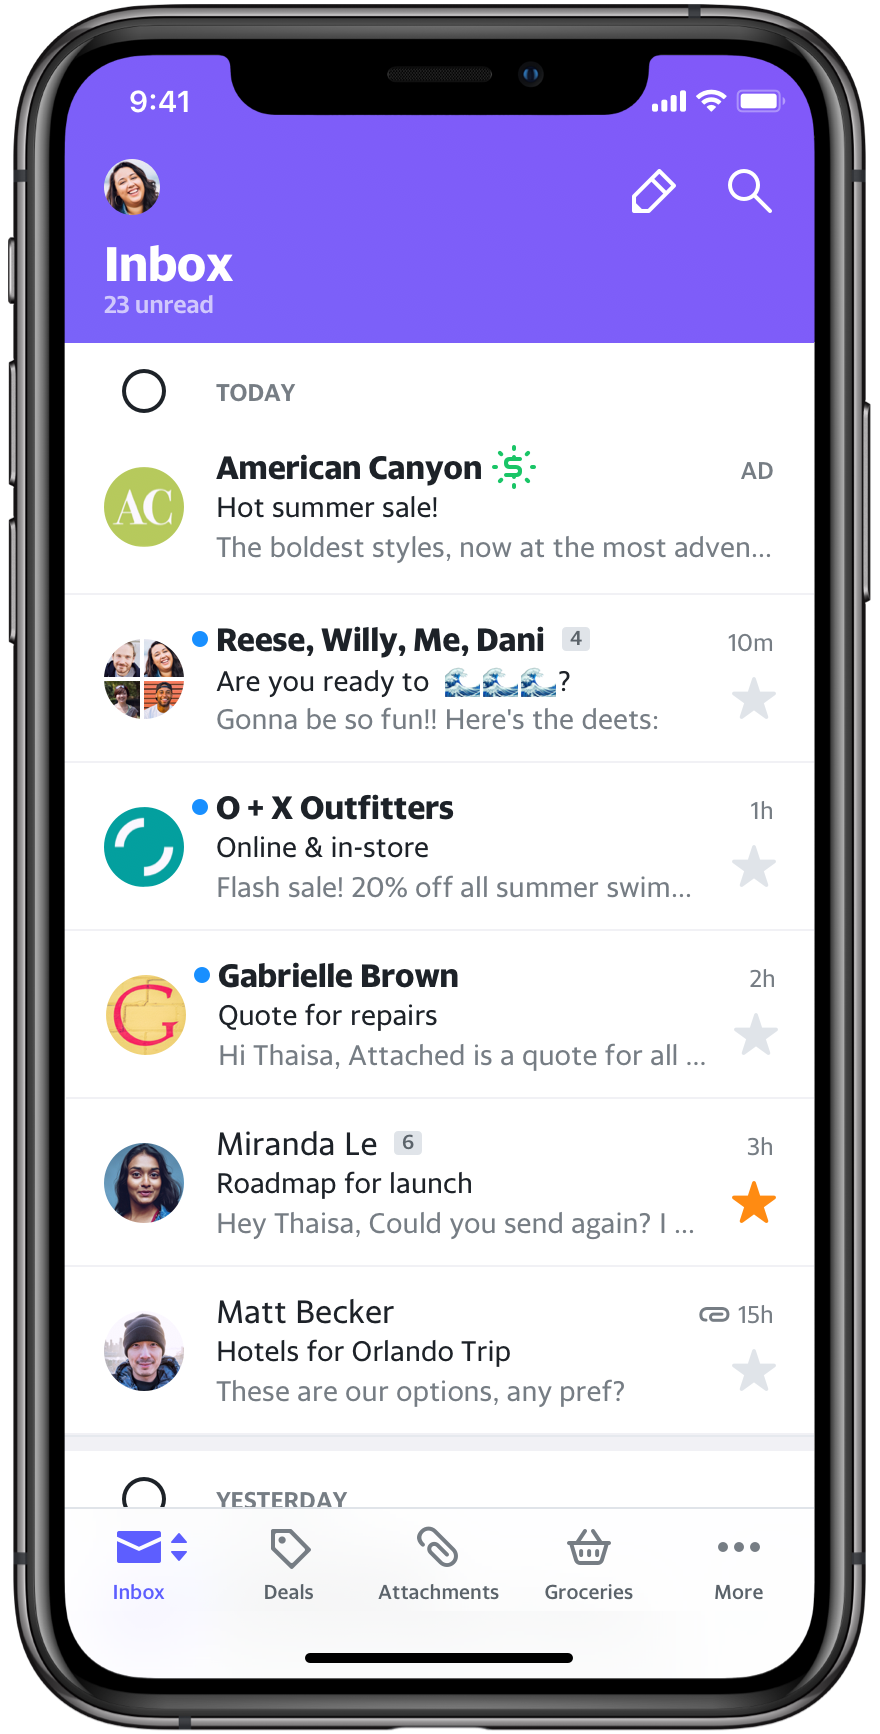 9:41
Inbox
23 unread
TODAY
American Canyon
AD
AC
Hot summer sale!
The boldest styles, now at the most adven...
Reese, Willy, Me, Dani 4
10m
Are you ready to 🌊🌊🌊?
Gonna be so fun!! Here's the deets:
O + X Outfitters
1h
Online & in-store
Flash sale! 20% off all summer swim...
Gabrielle Brown
2h
G
Quote for repairs
Hi Thaisa, Attached is a quote for all ...
Miranda Le 6
3h
Roadmap for launch
Hey Thaisa, Could you send again? I ...
Matt Becker
15h
Hotels for Orlando Trip
These are our options, any pref?
YESTERDAY
Inbox
Deals
Attachments
Groceries
More